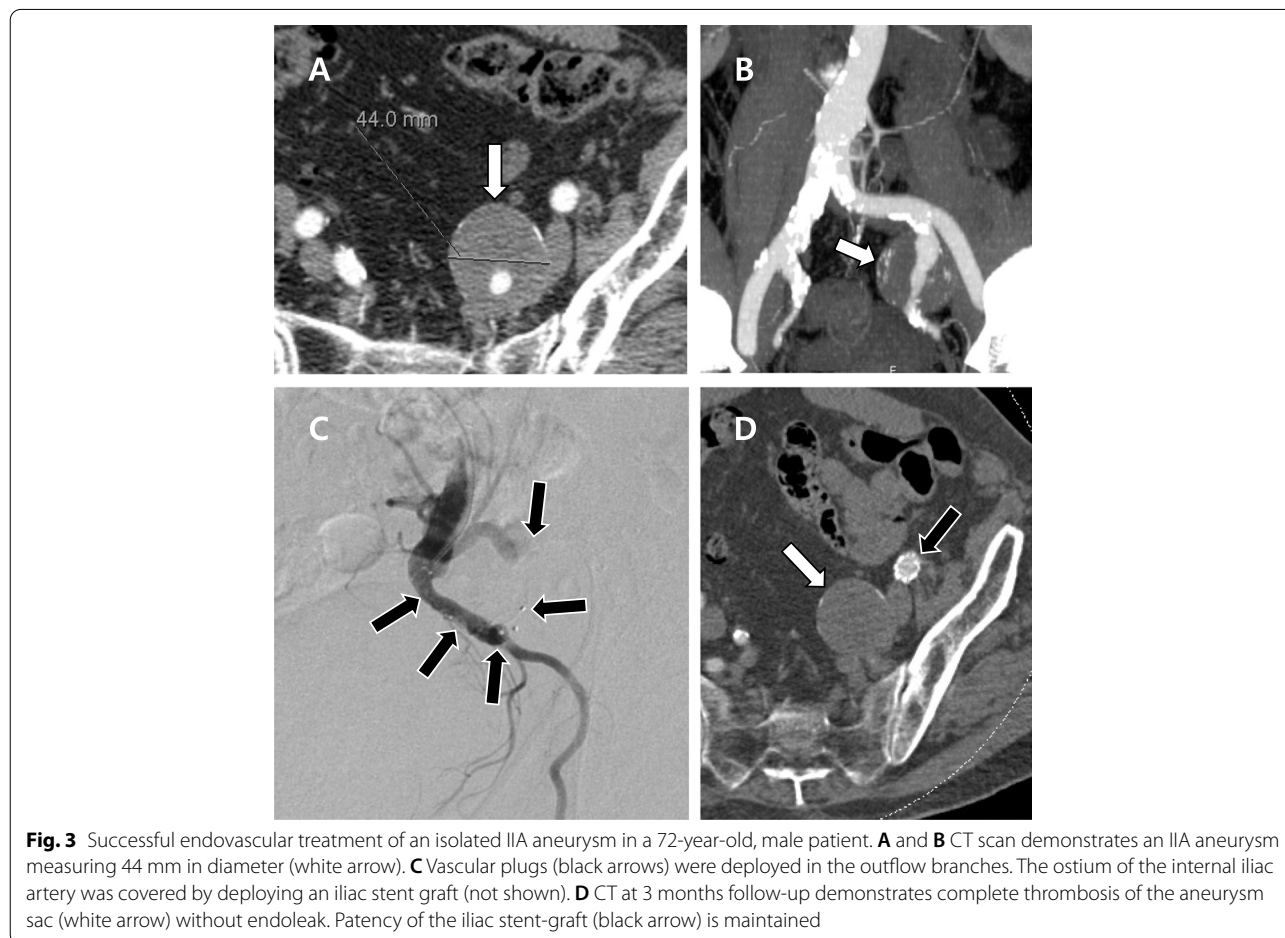 A
44.0 mm
B
F
C
D
Fig. 3 Successful endovascular treatment of an isolated IIA aneurysm in a 72-year-old, male patient. A and B CT scan demonstrates an IIA aneurysm
measuring 44 mm in diameter (white arrow). C Vascular plugs (black arrows) were deployed in the outflow branches. The ostium of the internal iliac
artery was covered by deploying an iliac stent graft (not shown). D CT at 3 months follow-up demonstrates complete thrombosis of the aneurysm
sac (white arrow) without endoleak. Patency of the iliac stent-graft (black arrow) is maintained